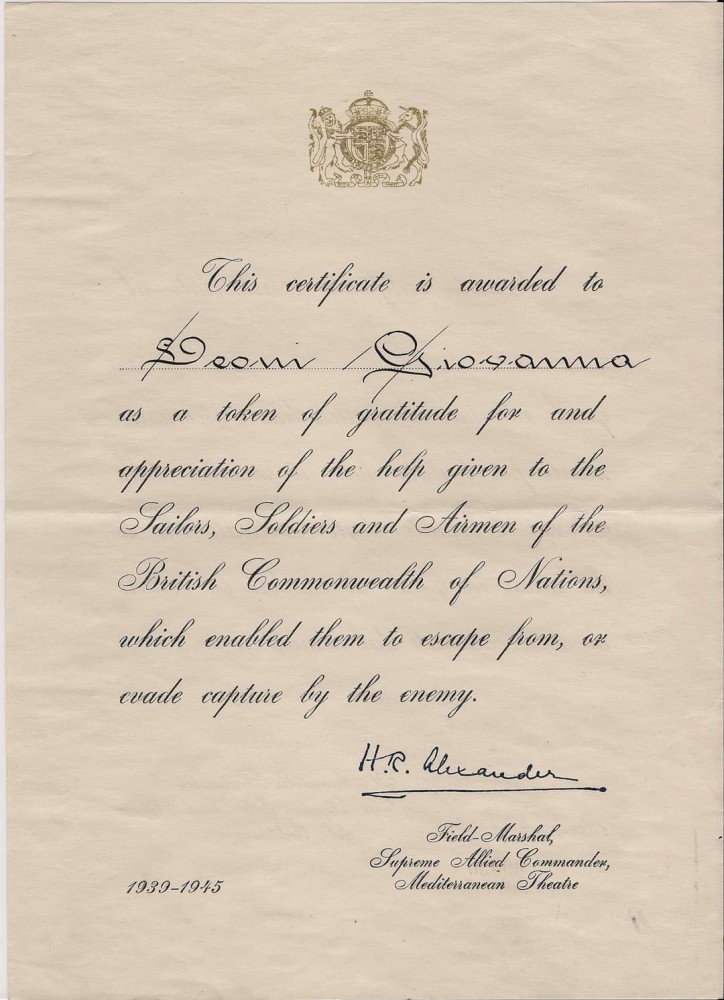 This certificate is awarded to
Leoni Giovanna
as a token of gratitude for and
appreciation of the help given to the
Sailors, Soldiers and Airmen of the
British Commonwealth of Nations,
which enabled them to escape from, or
evade capture by the enemy.
H.R. Alexander
Field-Marshal,
Supreme Allied Commander,
Mediterranean Theatre
1939-1945